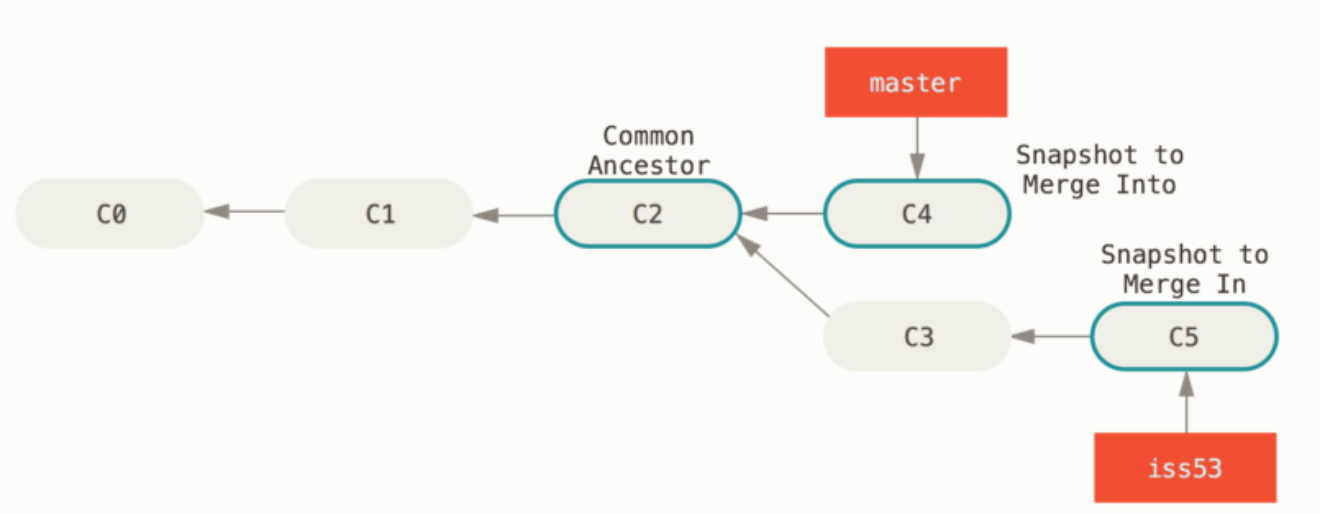 master
Common
Ancestor
Snapshot to
Merge Into
C0
C1
C2
C4
Snapshot to
Merge In
C3
C5
iss53